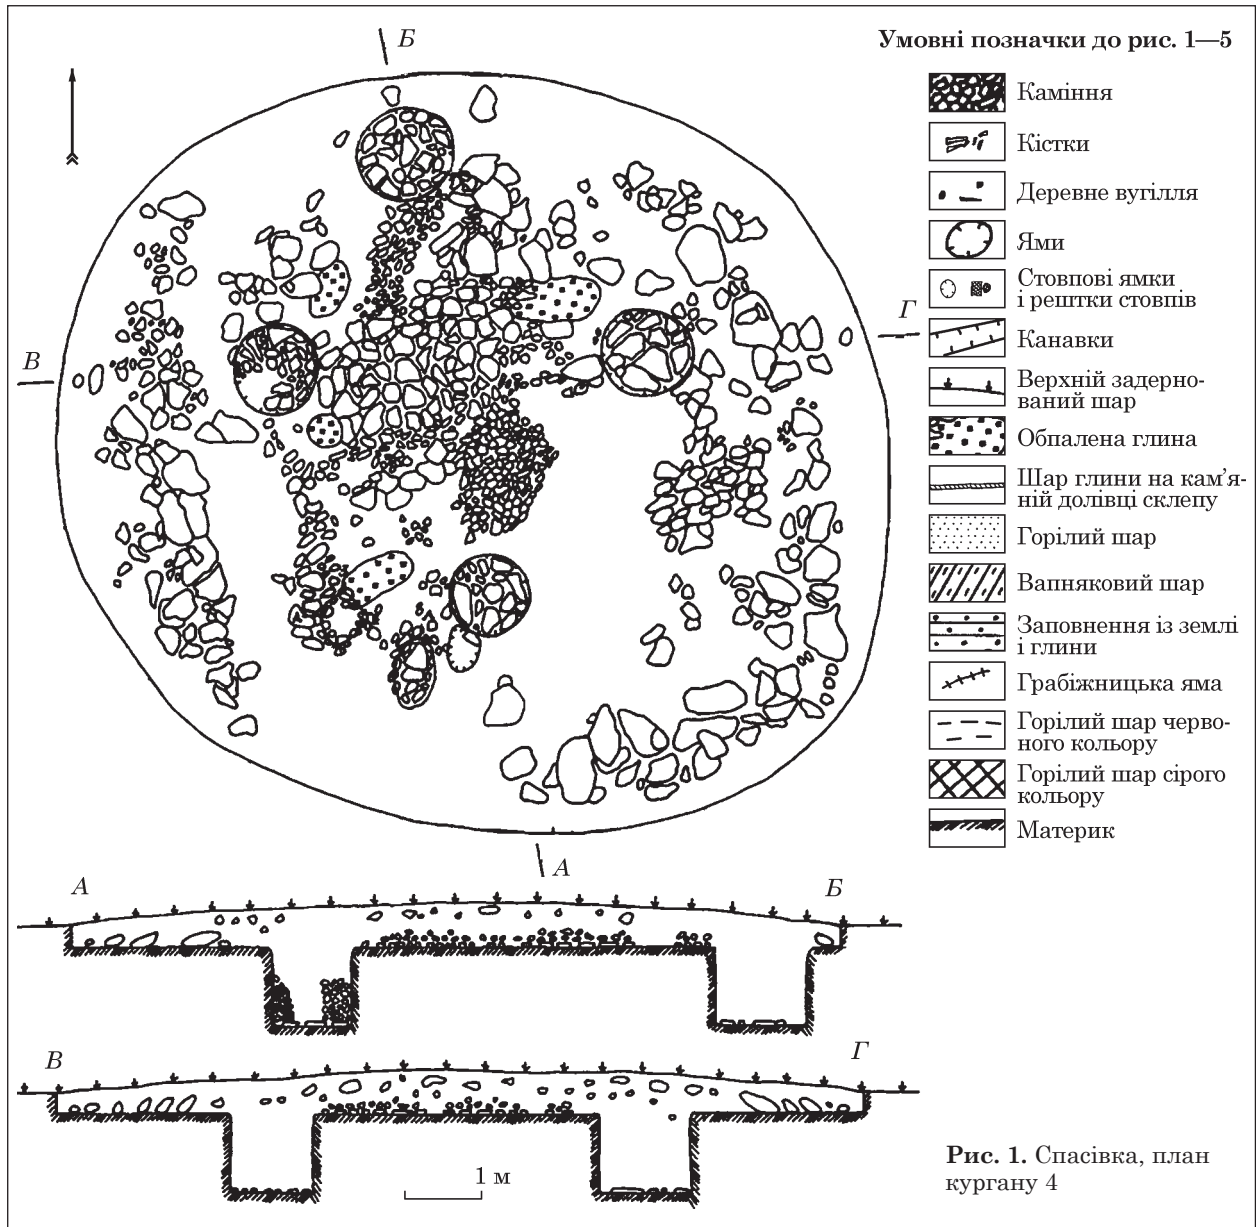 Б
Умовні позначки до рис. 1—5
Каміння
Кістки
Деревне вугілля
Ями
Стовпові ямки
і рештки стовпів
Г
Канавки
В
Верхній задерно-
ваний шар
Обпалена глина
Шар глини на кам’я-
ній долівці склепу
Горілий шар
Вапняковий шар
Заповнення із землі
і глини
Грабіжницька яма
Горілий шар черво-
ного кольору
Горілий шар сірого
кольору
Материк
А
А
Б
В
Г
1 м
Рис. 1. Спасівка, план
кургану 4